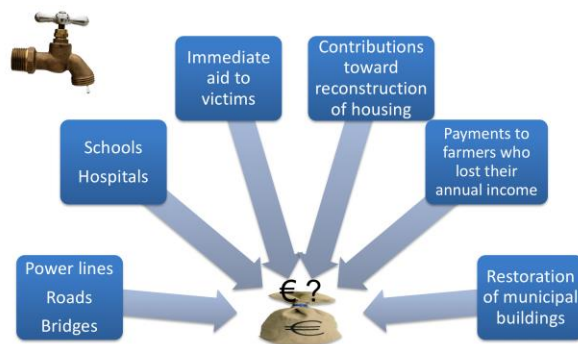 Immediate
aid to
victims
Contributions
toward
reconstruction
of housing
Schools
Hospitals
Payments to
farmers who
lost their
annual income
Power lines
Roads
Bridges
€ ?
€
Restoration
of municipal
buildings